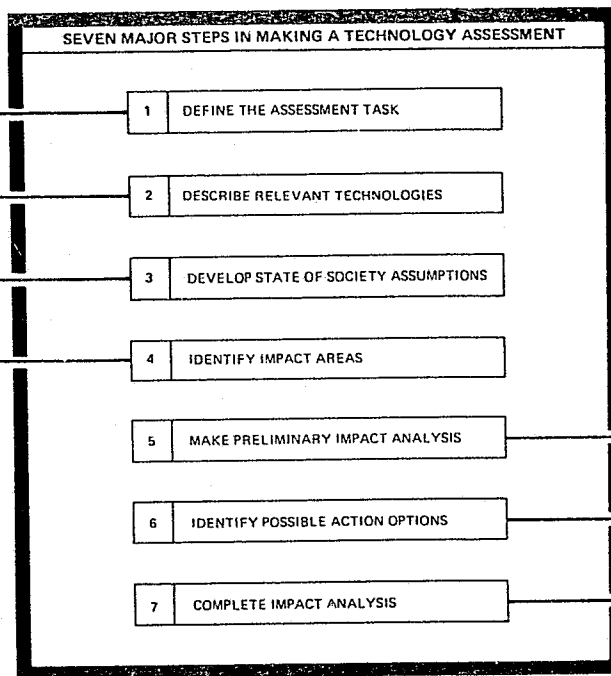 SEVEN MAJOR STEPS IN MAKING A TECHNOLOGY ASSESSMENT
1 DEFINE THE ASSESSMENT TASK
2 DESCRIBE RELEVANT TECHNOLOGIES
3 DEVELOP STATE OF SOCIETY ASSUMPTIONS
4 IDENTIFY IMPACT AREAS
5 MAKE PRELIMINARY IMPACT ANALYSIS
6 IDENTIFY POSSIBLE ACTION OPTIONS
7 COMPLETE IMPACT ANALYSIS